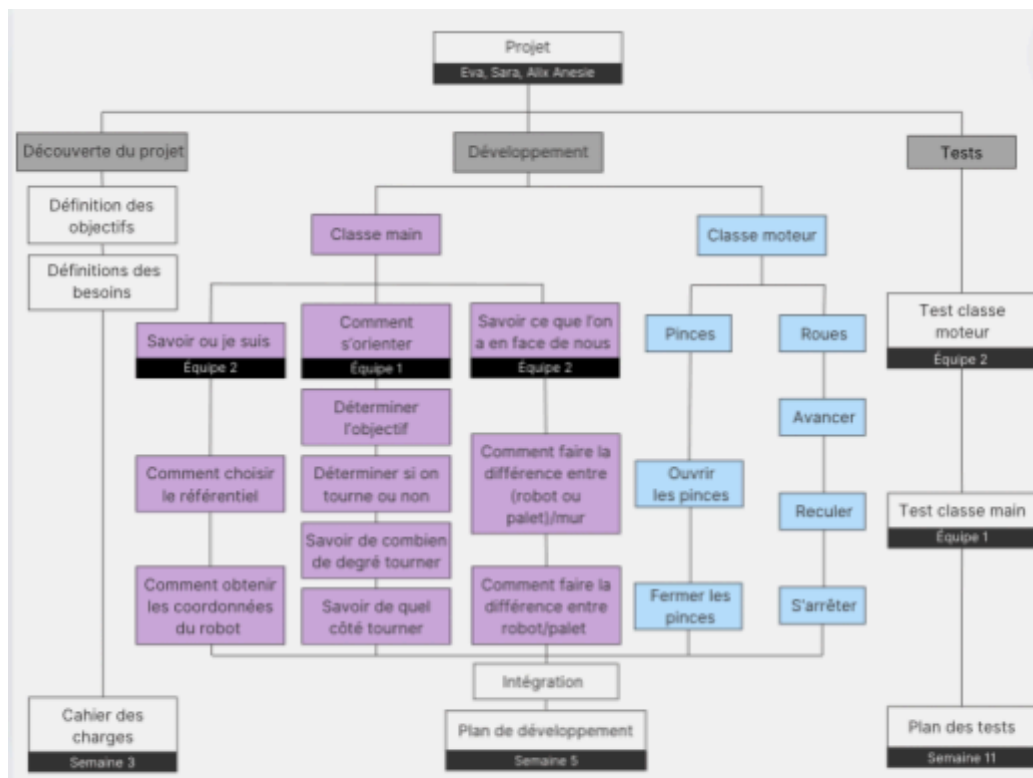 Projet
Eva, Sara, Alix Anesie
Découverte du projet
Développement
Tests
Définition des
objectifs
Définitions des
besoins
Classe main
Classe moteur
Savoir ou je suis
Équipe 2
Comment
s'orienter
Équipe 1
Savoir ce que l'on
a en face de nous
Équipe 2
Pinces
Roues
Test classe
moteur
Équipe 2
Déterminer
l'objectif
Avancer
Comment choisir
le référentiel
Déterminer si on
tourne ou non
Comment faire la
différence entre
(robot ou
palet)/mur
Ouvrir
les pinces
Reculer
Test classe main
Équipe 1
Savoir de combien
de degré tourner
Comment obtenir
les coordonnées
du robot
Savoir de quel
côté tourner
Comment faire la
différence entre
robot/palet
Fermer les
pinces
S'arrêter
Intégration
Cahier des
charges
Semaine 3
Plan de développement
Semaine 5
Plan des tests
Semaine 11